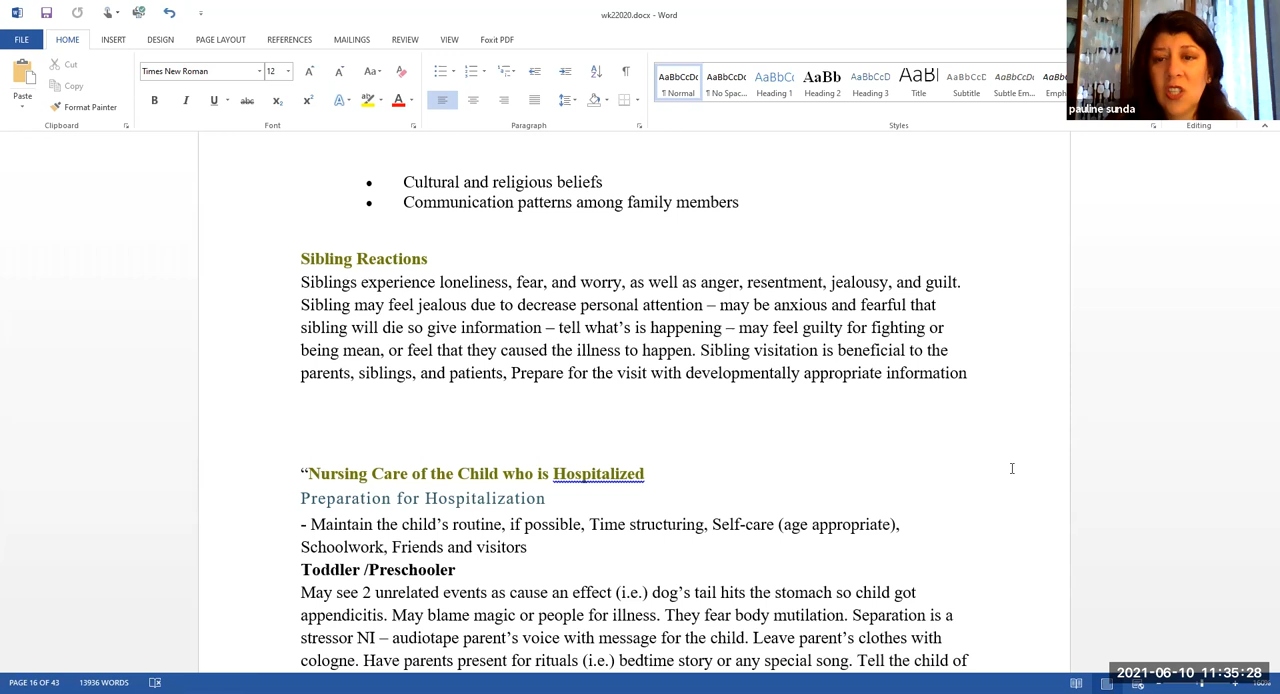 wk22020.docx - Word
FILE HOME INSERT DESIGN PAGE LAYOUT REFERENCES MAILINGS REVIEW VIEW Foxit PDF
Paste
Cut
Copy
Format Painter
Clipboard
Times New Roman 12
Font
Paragraph
AaBbCcDc AaBbCcDc AaBbCc AaBb AaBbCcD AaB AaBbCcD AaBbCcDt
¶ Normal ¶ No Spac... Heading 1 Heading 2 Heading 3 Title Subtitle Subtle Em...
Styles
Editing
pauline sunda
• Cultural and religious beliefs
• Communication patterns among family members
Sibling Reactions
Siblings experience loneliness, fear, and worry, as well as anger, resentment, jealousy, and guilt.
Sibling may feel jealous due to decrease personal attention – may be anxious and fearful that
sibling will die so give information – tell what’s is happening – may feel guilty for fighting or
being mean, or feel that they caused the illness to happen. Sibling visitation is beneficial to the
parents, siblings, and patients, Prepare for the visit with developmentally appropriate information
“Nursing Care of the Child who is Hospitalized
Preparation for Hospitalization
- Maintain the child’s routine, if possible, Time structuring, Self-care (age appropriate),
Schoolwork, Friends and visitors
Toddler /Preschooler
May see 2 unrelated events as cause an effect (i.e.) dog’s tail hits the stomach so child got
appendicitis. May blame magic or people for illness. They fear body mutilation. Separation is a
stressor NI – audiotape parent’s voice with message for the child. Leave parent’s clothes with
cologne. Have parents present for rituals (i.e.) bedtime story or any special song. Tell the child of
PAGE 16 OF 43 13936 WORDS
2021-06-10 11:35:28